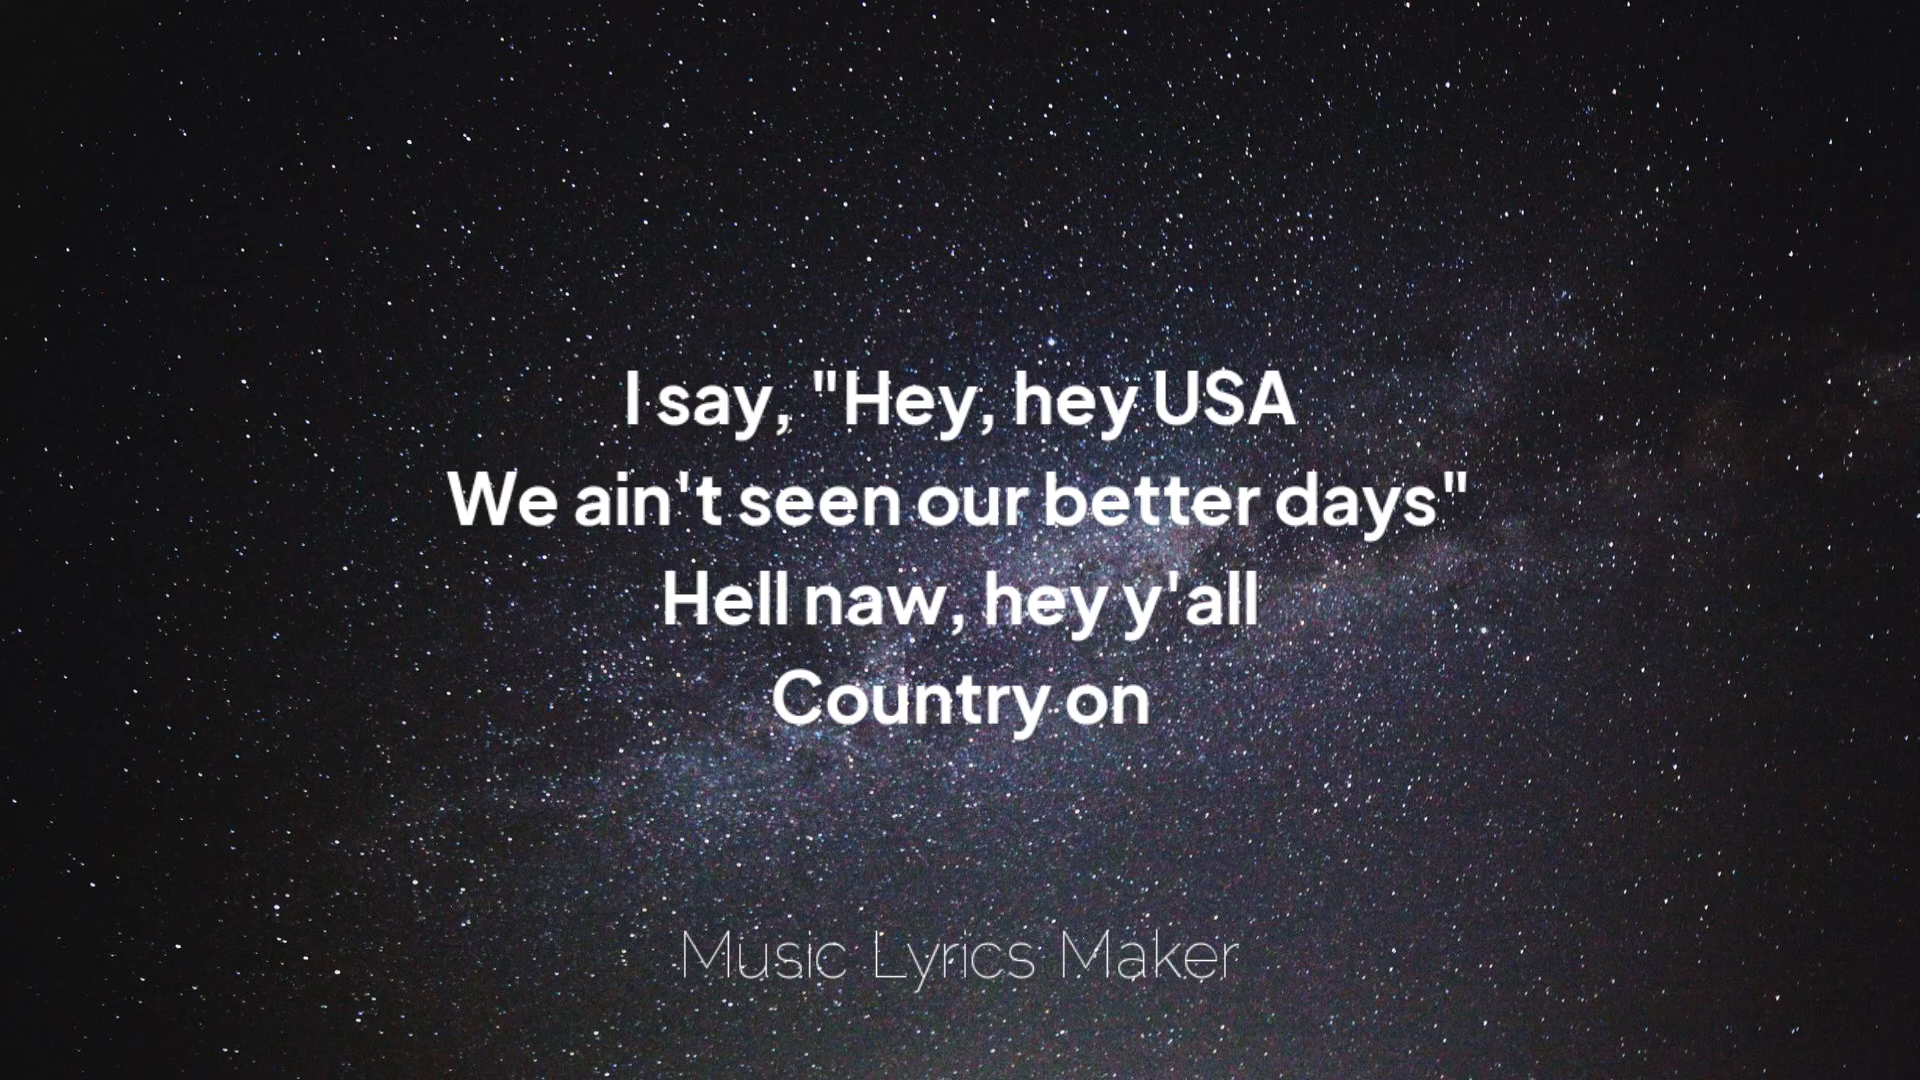 I say, "Hey, hey USA
We ain't seen our better days"
Hell naw, hey y'all
Country on
Music Lyrics Maker